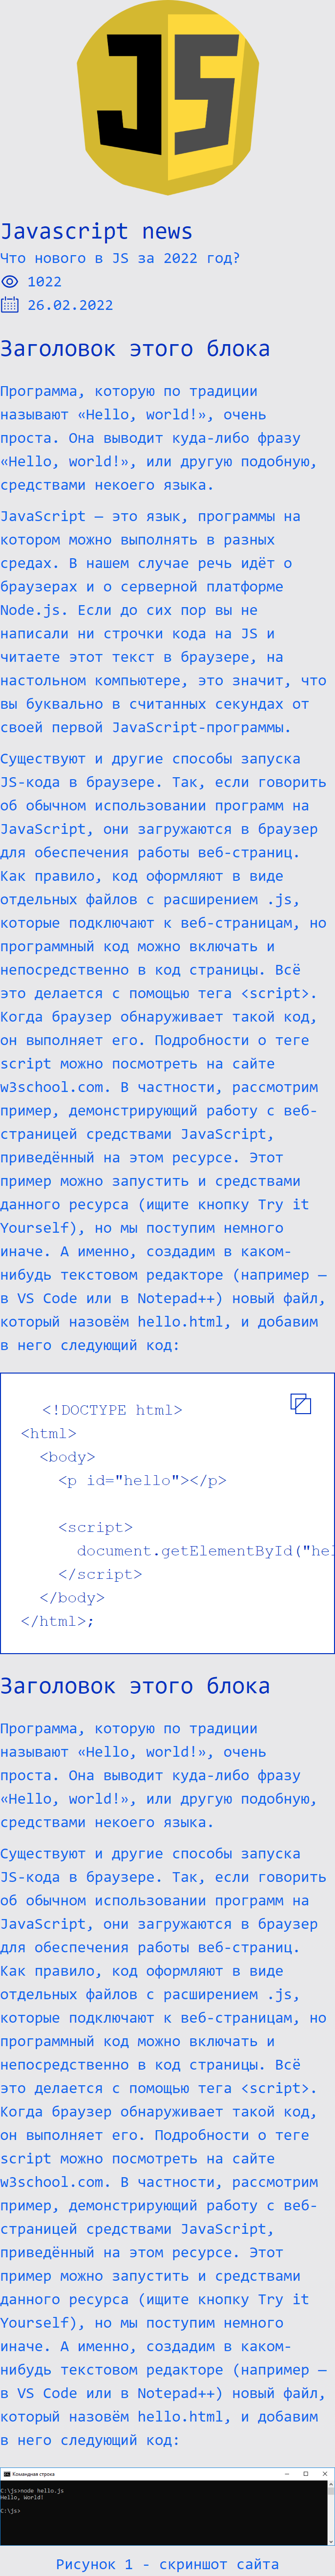 JS
Javascript news
Что нового в JS за 2022 год?
1022
26.02.2022
Заголовок этого блока
Программа, которую по традиции
называют «Hello, world!», очень
проста. Она выводит куда-либо фразу
«Hello, world!», или другую подобную,
средствами некоего языка.
JavaScript — это язык, программы на
котором можно выполнять в разных
средах. В нашем случае речь идёт о
браузерах и о серверной платформе
Node.js. Если до сих пор вы не
написали ни строчки кода на JS и
читаете этот текст в браузере, на
настольном компьютере, это значит, что
вы буквально в считанных секундах от
своей первой JavaScript-программы.
Существуют и другие способы запуска
JS-кода в браузере. Так, если говорить
об обычном использовании программ на
JavaScript, они загружаются в браузер
для обеспечения работы веб-страниц.
Как правило, код оформляют в виде
отдельных файлов с расширением .js,
которые подключают к веб-страницам, но
программный код можно включать и
непосредственно в код страницы. Всё
это делается с помощью тега <script>.
Когда браузер обнаруживает такой код,
он выполняет его. Подробности о теге
script можно посмотреть на сайте
w3school.com. В частности, рассмотрим
пример, демонстрирующий работу с веб-
страницей средствами JavaScript,
приведённый на этом ресурсе. Этот
пример можно запустить и средствами
данного ресурса (ищите кнопку Try it
Yourself), но мы поступим немного
иначе. А именно, создадим в каком-
нибудь текстовом редакторе (например —
в VS Code или в Notepad++) новый файл,
который назовём hello.html, и добавим
в него следующий код:
<!DOCTYPE html>
<html>
<body>
<p id="hello"></p>
<script>
document.getElementById("hel
</script>
</body>
</html>;
Заголовок этого блока
Программа, которую по традиции
называют «Hello, world!», очень
проста. Она выводит куда-либо фразу
«Hello, world!», или другую подобную,
средствами некоего языка.
Существуют и другие способы запуска
JS-кода в браузере. Так, если говорить
об обычном использовании программ на
JavaScript, они загружаются в браузер
для обеспечения работы веб-страниц.
Как правило, код оформляют в виде
отдельных файлов с расширением .js,
которые подключают к веб-страницам, но
программный код можно включать и
непосредственно в код страницы. Всё
это делается с помощью тега <script>.
Когда браузер обнаруживает такой код,
он выполняет его. Подробности о теге
script можно посмотреть на сайте
w3school.com. В частности, рассмотрим
пример, демонстрирующий работу с веб-
страницей средствами JavaScript,
приведённый на этом ресурсе. Этот
пример можно запустить и средствами
данного ресурса (ищите кнопку Try it
Yourself), но мы поступим немного
иначе. А именно, создадим в каком-
нибудь текстовом редакторе (например —
в VS Code или в Notepad++) новый файл,
который назовём hello.html, и добавим
в него следующий код:
Командная строка
C:\js>node hello.js
Hello, World!
C:\js>
Рисунок 1 - скриншот сайта